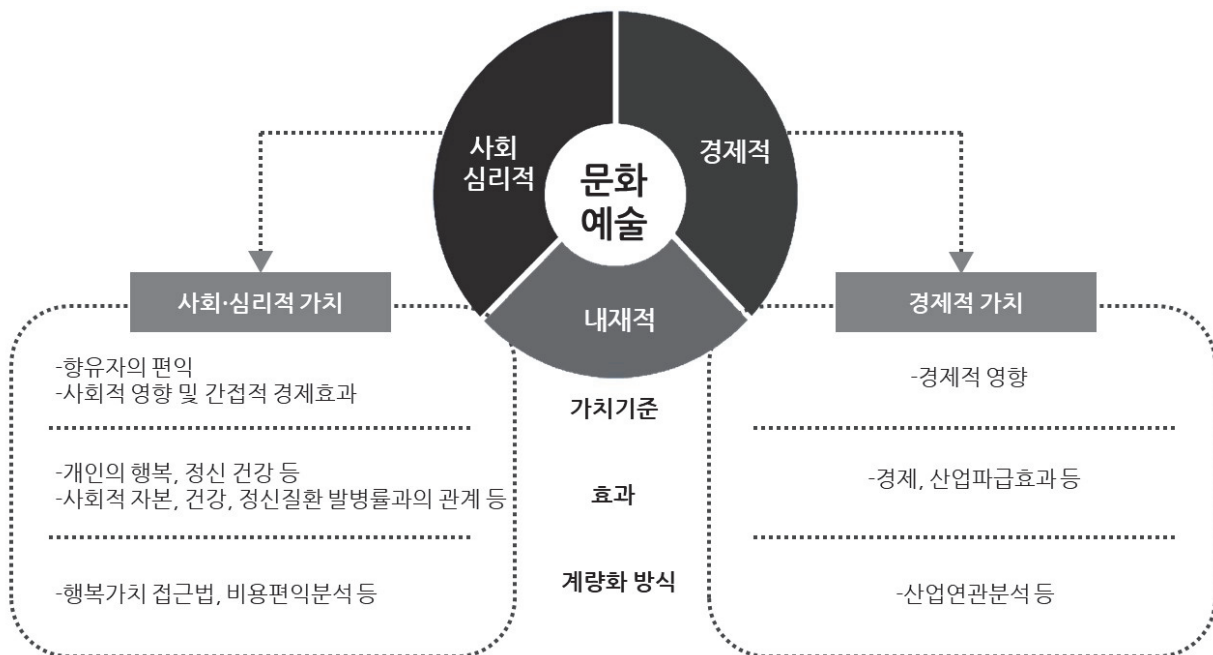 사회
심리적
경제적
문화
예술
내재적
사회·심리적 가치
경제적 가치
-향유자의 편익
-사회적 영향 및 간접적 경제효과
가치기준
-경제적 영향
-개인의 행복, 정신 건강 등
-사회적 자본, 건강, 정신질환 발병률과의 관계 등
효과
-경제, 산업파급효과 등
-행복가치 접근법, 비용편익분석 등
계량화 방식
-산업연관분석 등